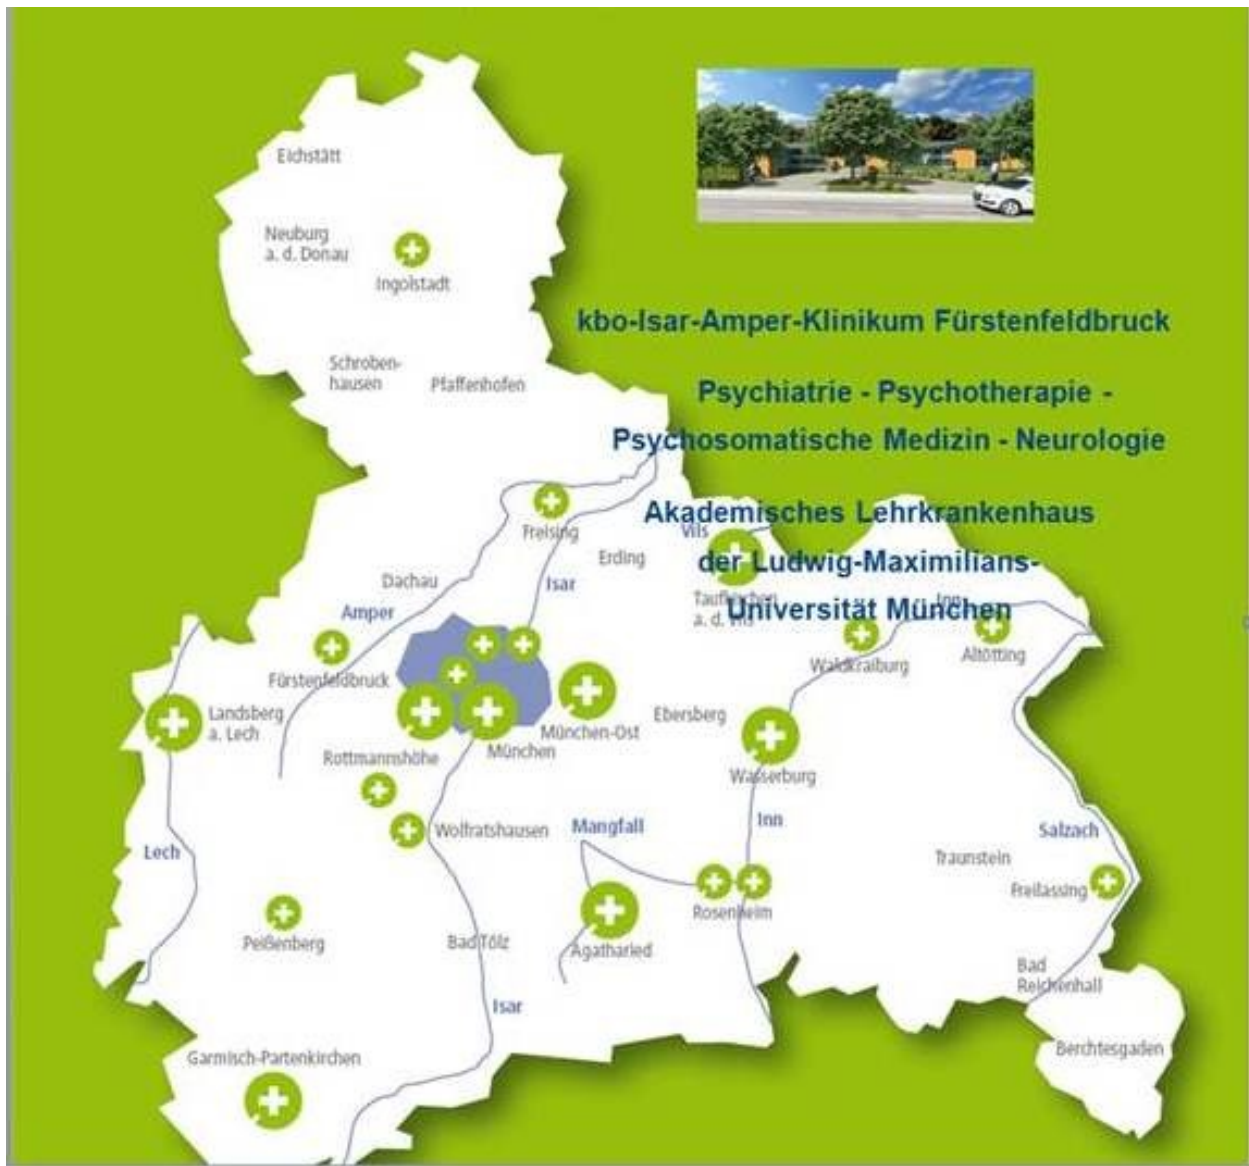 Eichstätt
Neuburg
a. d. Donau
Ingolstadt
kbo-Isar-Amper-Klinikum Fürstenfeldbruck
Schroben-
hausen
Pfaffenhofen
Psychiatrie - Psychotherapie -
Psychosomatische Medizin - Neurologie
Akademisches Lehrkrankenhaus
der Ludwig-Maximilians-
Universität München
Freising
Vils
Erding
Isar
Dachau
Amper
Taufkirchen
a. d. Vils
Inn
Waldkraiburg
Altötting
Fürstenfeldbruck
Landsberg
a. Lech
Ebersberg
München-Ost
München
Rottmannshöhe
Wasserburg
Wolfratshausen
Mangfall
Inn
Salzach
Lech
Traunstein
Freilassing
Rosenheim
Peißenberg
Bad Tölz
Agatharied
Bad
Reichenhall
Isar
Berchtesgaden
Garmisch-Partenkirchen